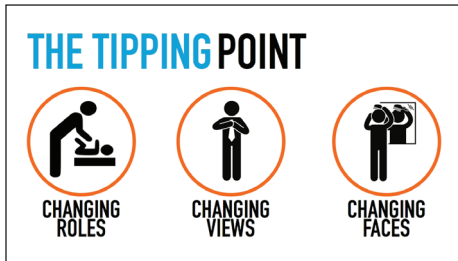 THE TIPPING POINT
CHANGING
ROLES
CHANGING
VIEWS
CHANGING
FACES